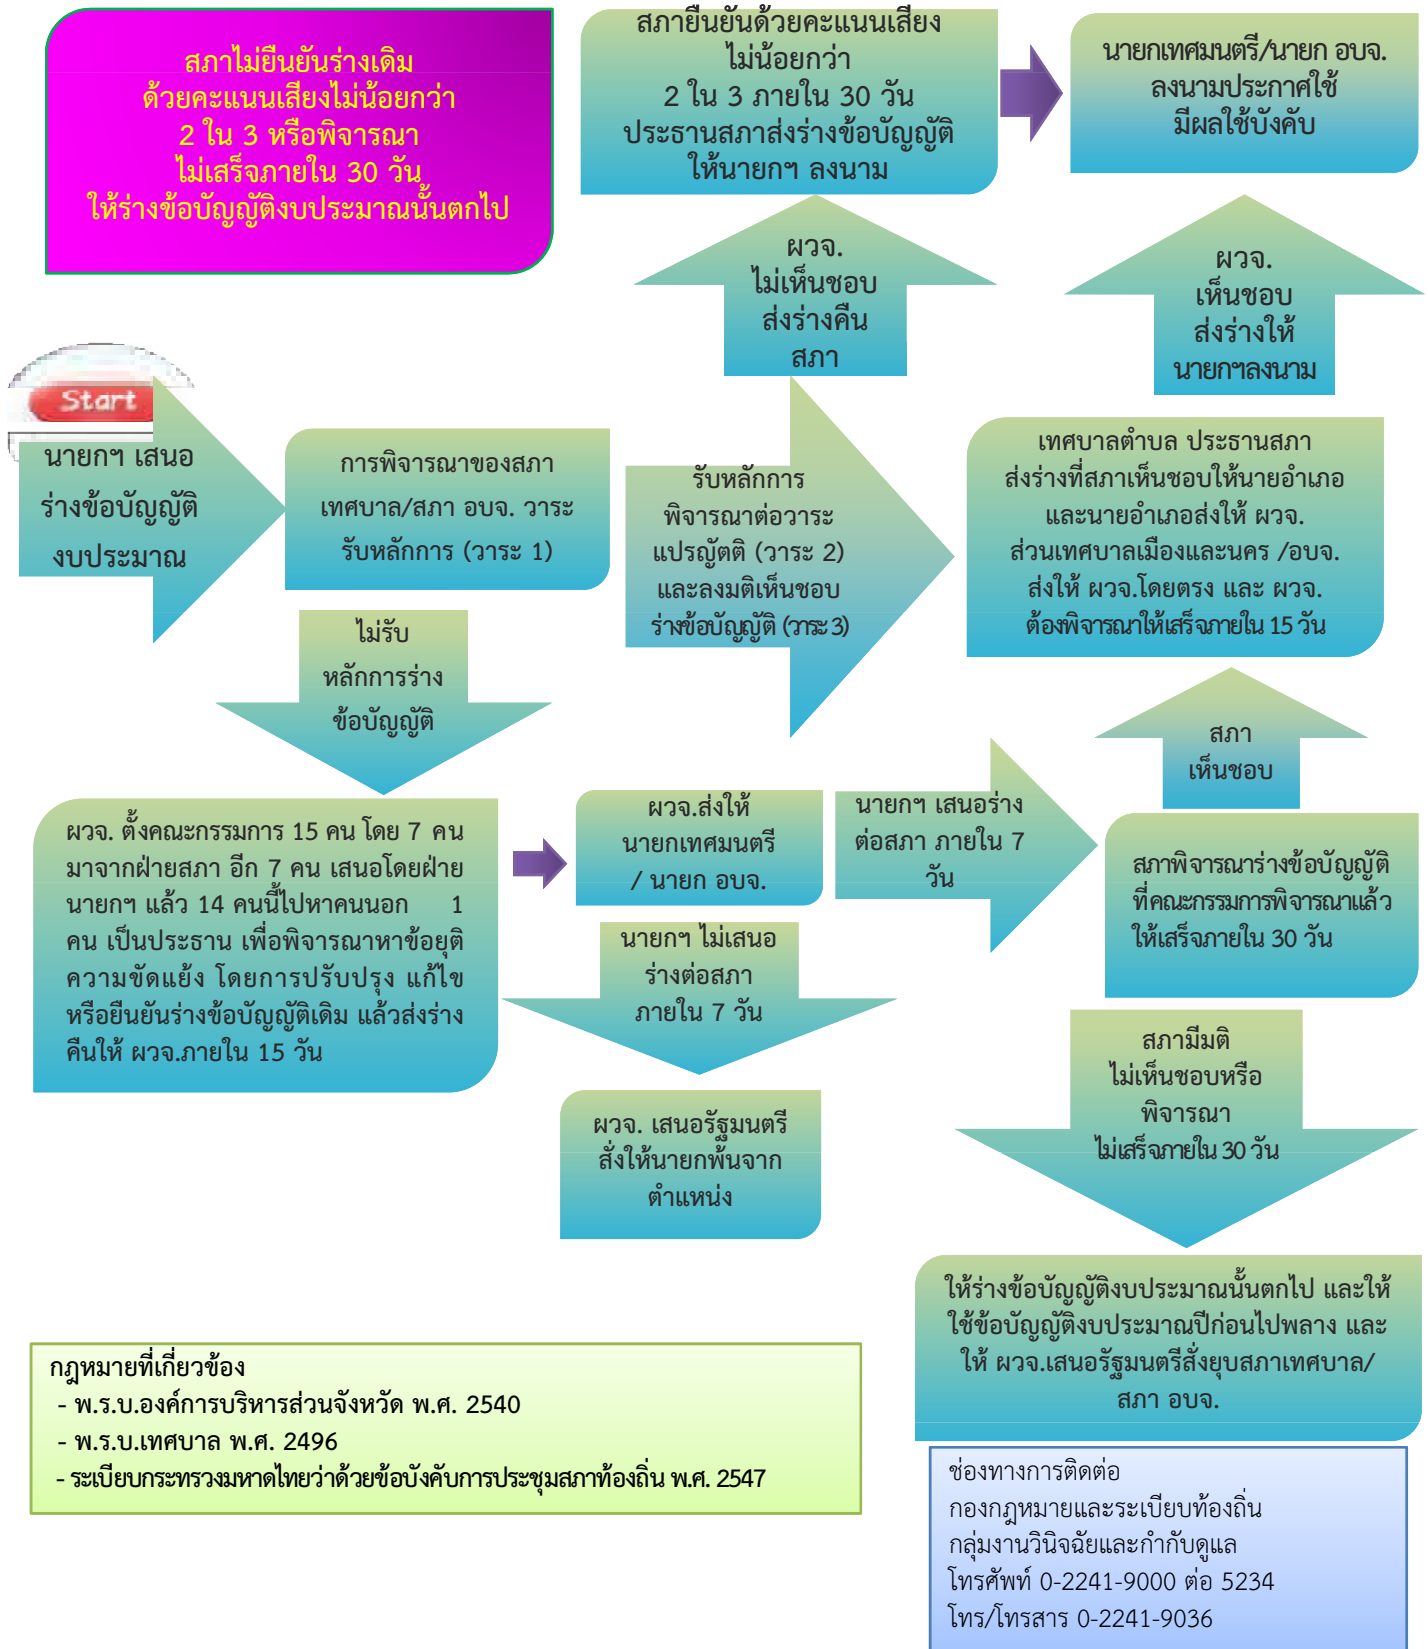 สภาไม่ยืนยันร่างเดิม
ด้วยคะแนนเสียงไม่น้อยกว่า
2 ใน 3 หรือพิจารณา
ไม่เสร็จภายใน 30 วัน
ให้ร่างข้อบัญญัติงบประมาณนั้นตกไป
สภายืนยันด้วยคะแนนเสียง
ไม่น้อยกว่า
2 ใน 3 ภายใน 30 วัน
ประธานสภาส่งร่างข้อบัญญัติ
ให้นายกฯ ลงนาม
นายกเทศมนตรี/นายก อบจ.
ลงนามประกาศใช้
มีผลใช้บังคับ
ผวจ.
ไม่เห็นชอบ
ส่งร่างคืน
สภา
ผวจ.
เห็นชอบ
ส่งร่างให้
นายกฯลงนาม
Start
นายกฯ เสนอ
ร่างข้อบัญญัติ
งบประมาณ
การพิจารณาของสภา
เทศบาล/สภา อบจ. วาระ
รับหลักการ (วาระ 1)
รับหลักการ
พิจารณาต่อวาระ
แปรญัตติ (วาระ 2)
และลงมติเห็นชอบ
ร่างข้อบัญญัติ (วาระ 3)
เทศบาลตำบล ประธานสภา
ส่งร่างที่สภาเห็นชอบให้นายอำเภอ
และนายอำเภอส่งให้ ผวจ.
ส่วนเทศบาลเมืองและนคร /อบจ.
ส่งให้ ผวจ.โดยตรง และ ผวจ.
ต้องพิจารณาให้เสร็จภายใน 15 วัน
ไม่รับ
หลักการร่าง
ข้อบัญญัติ
สภา
เห็นชอบ
ผวจ. ตั้งคณะกรรมการ 15 คน โดย 7 คน
มาจากฝ่ายสภา อีก 7 คน เสนอโดยฝ่าย
นายกฯ แล้ว 14 คนนี้ไปหาคนนอก 1
คน เป็นประธาน เพื่อพิจารณาหาข้อยุติ
ความขัดแย้ง โดยการปรับปรุง แก้ไข
หรือยืนยันร่างข้อบัญญัติเดิม แล้วส่งร่าง
คืนให้ ผวจ.ภายใน 15 วัน
ผวจ.ส่งให้
นายกเทศมนตรี
/ นายก อบจ.
นายกฯ เสนอร่าง
ต่อสภา ภายใน 7
วัน
สภาพิจารณาร่างข้อบัญญัติ
ที่คณะกรรมการพิจารณาแล้ว
ให้เสร็จภายใน 30 วัน
นายกฯ ไม่เสนอ
ร่างต่อสภา
ภายใน 7 วัน
สภามีมติ
ไม่เห็นชอบหรือ
พิจารณา
ไม่เสร็จภายใน 30 วัน
ผวจ. เสนอรัฐมนตรี
สั่งให้นายกพ้นจาก
ตำแหน่ง
ให้ร่างข้อบัญญัติงบประมาณนั้นตกไป และให้
ใช้ข้อบัญญัติงบประมาณปีก่อนไปพลาง และ
ให้ ผวจ.เสนอรัฐมนตรีสั่งยุบสภาเทศบาล/
สภา อบจ.
กฎหมายที่เกี่ยวข้อง
- พ.ร.บ.องค์การบริหารส่วนจังหวัด พ.ศ. 2540
- พ.ร.บ.เทศบาล พ.ศ. 2496
- ระเบียบกระทรวงมหาดไทยว่าด้วยข้อบังคับการประชุมสภาท้องถิ่น พ.ศ. 2547
ช่องทางการติดต่อ
กองกฎหมายและระเบียบท้องถิ่น
กลุ่มงานวินิจฉัยและกำกับดูแล
โทรศัพท์ 0-2241-9000 ต่อ 5234
โทร/โทรสาร 0-2241-9036